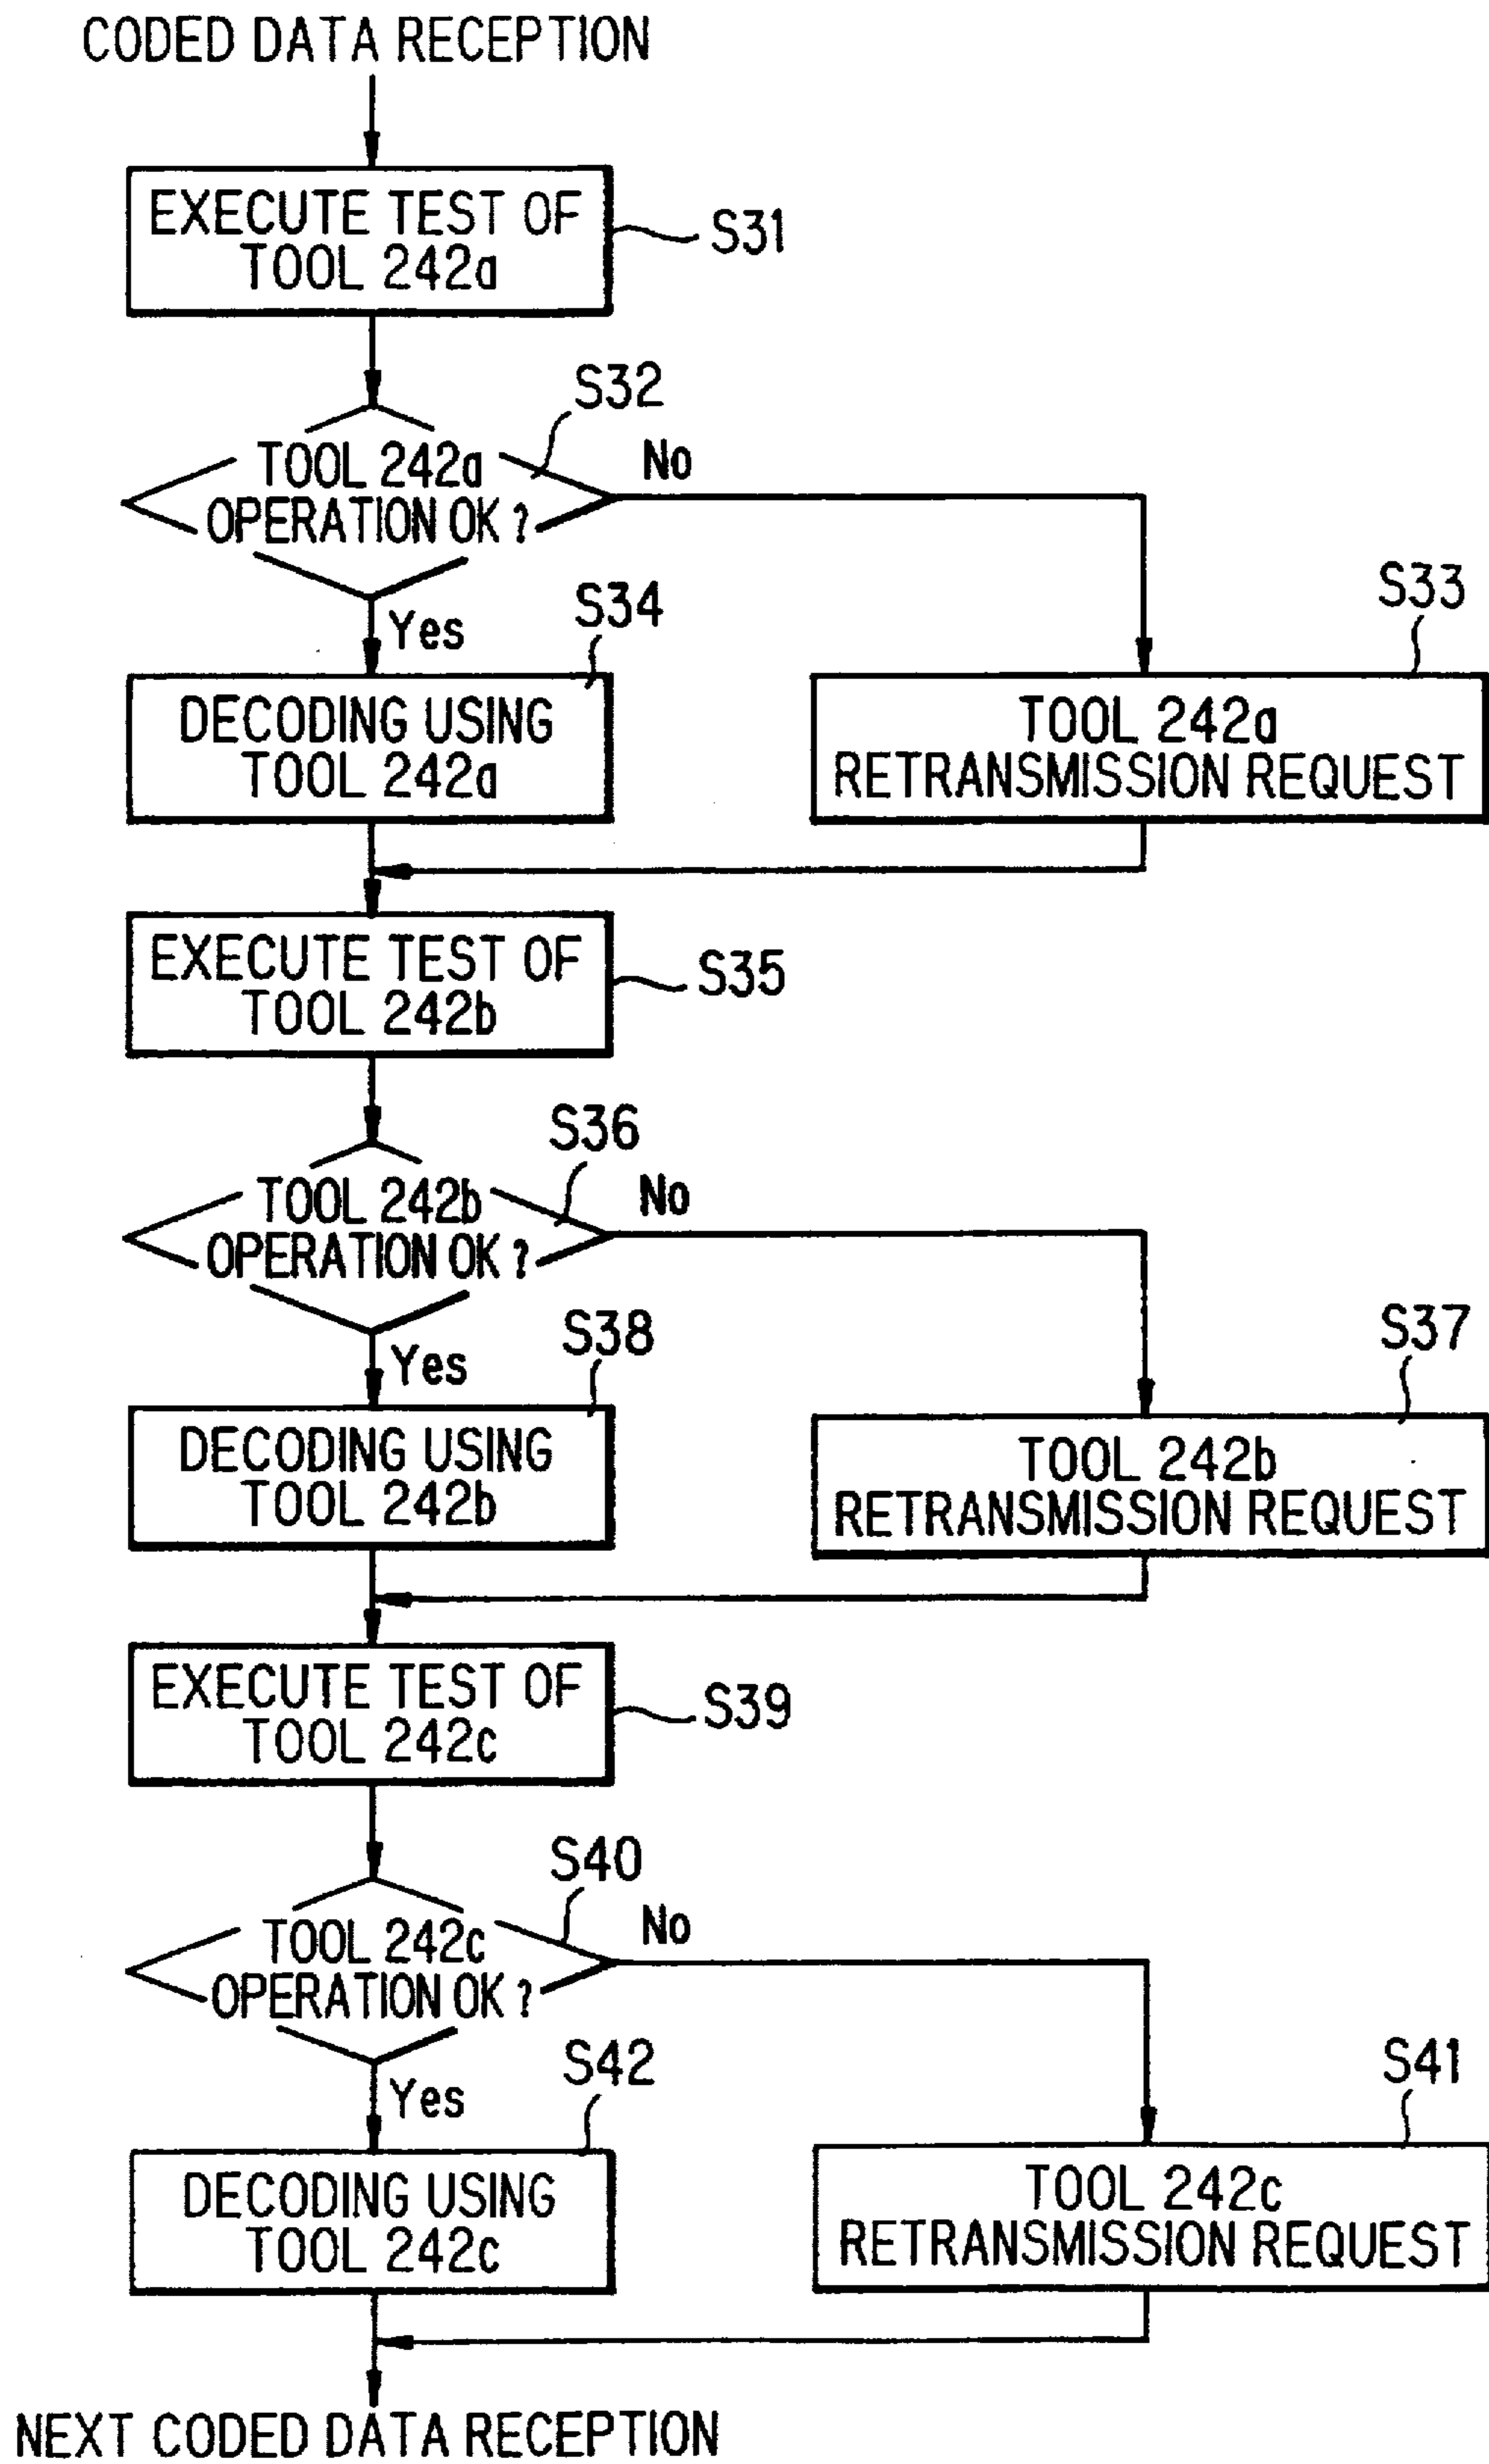 CODED DATA RECEPTION
EXECUTE TEST OF
TOOL 242a
S31
S32
TOOL 242a
OPERATION OK ?
No
Yes
S34
S33
DECODING USING
TOOL 242a
TOOL 242a
RETRANSMISSION REQUEST
EXECUTE TEST OF
TOOL 242b
S35
S36
TOOL 242b
OPERATION OK ?
No
Yes
S38
S37
DECODING USING
TOOL 242b
TOOL 242b
RETRANSMISSION REQUEST
EXECUTE TEST OF
TOOL 242c
S39
S40
TOOL 242c
OPERATION OK ?
No
Yes
S42
S41
DECODING USING
TOOL 242c
TOOL 242c
RETRANSMISSION REQUEST
NEXT CODED DATA RECEPTION